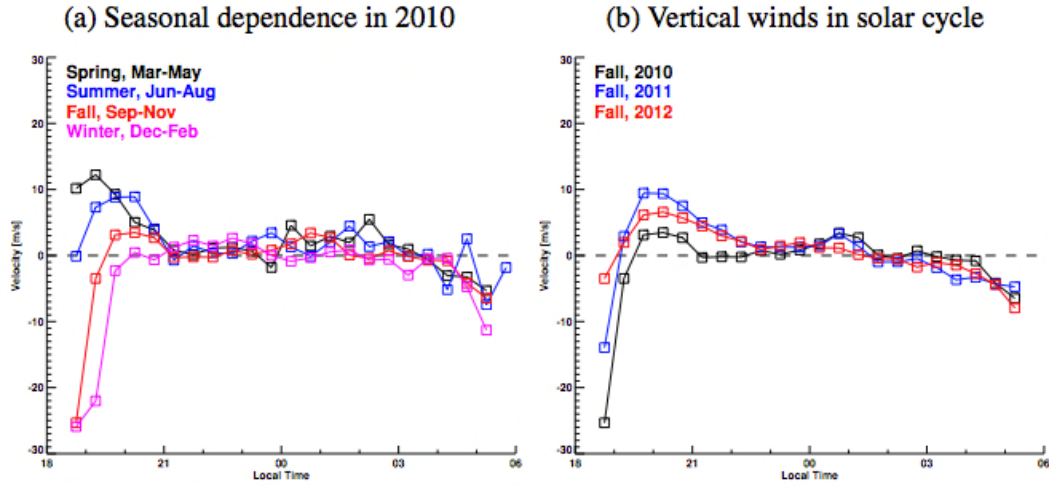 (a) Seasonal dependence in 2010
(b) Vertical winds in solar cycle
30
20
10
0
-10
-20
-30
Velocity [m/s]
Spring, Mar-May
Summer, Jun-Aug
Fall, Sep-Nov
Winter, Dec-Feb
18
21
00
03
06
Local Time
30
20
10
0
-10
-20
-30
Velocity [m/s]
Fall, 2010
Fall, 2011
Fall, 2012
18
21
00
03
06
Local Time